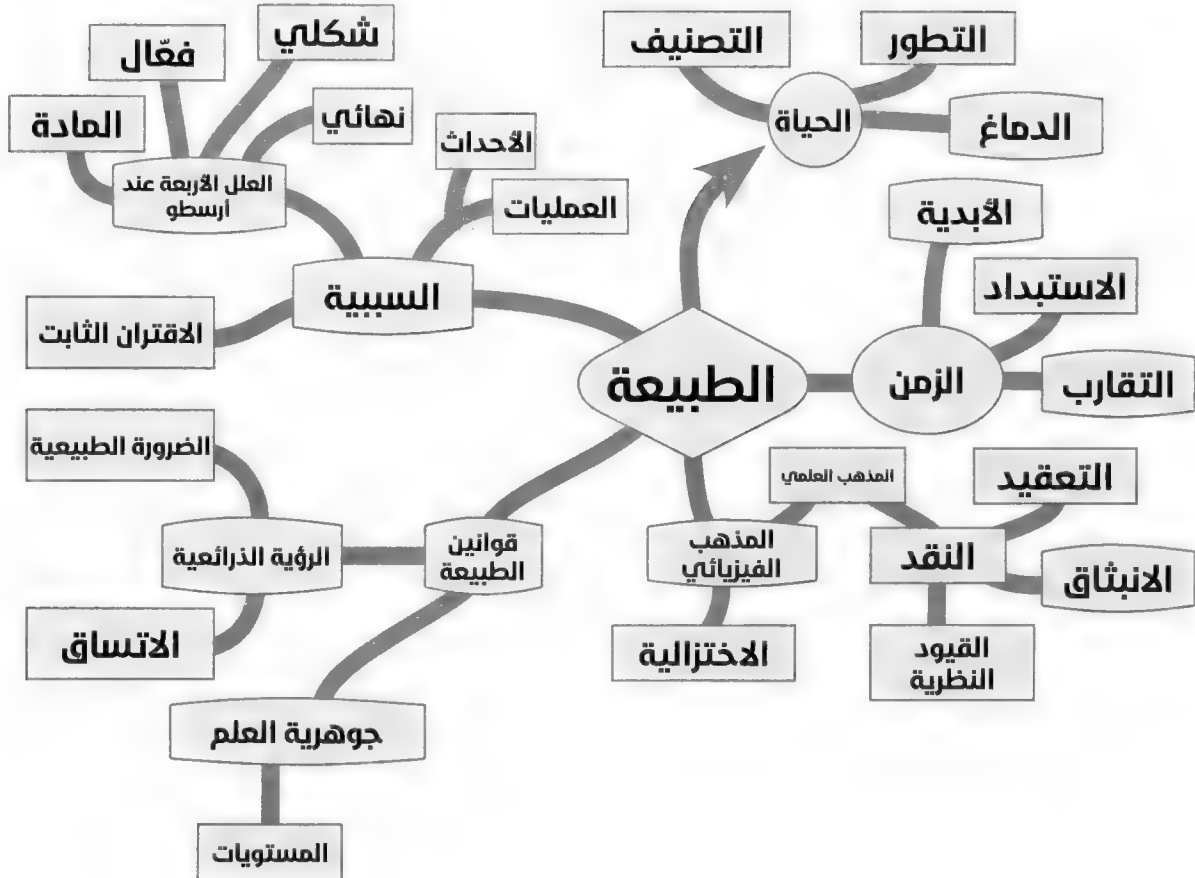 شكلي
فعّال
نهائي
المادة
العلل الأربعة عند
أرسطو
الأحداث
العمليات
السببية
الاقتران الثابت
التصنيف
التطور
الحياة
الدماغ
الأبدية
الاستبداد
الزمن
التقارب
الطبيعة
الضرورة الطبيعية
الرؤية الذرائعية
الاتساق
قوانين
الطبيعة
جوهرية العلم
المستويات
المذهب
الفيزيائي
الاختزالية
المذهب العلمي
التعقيد
النقد
الانبثاق
القيود
النظرية